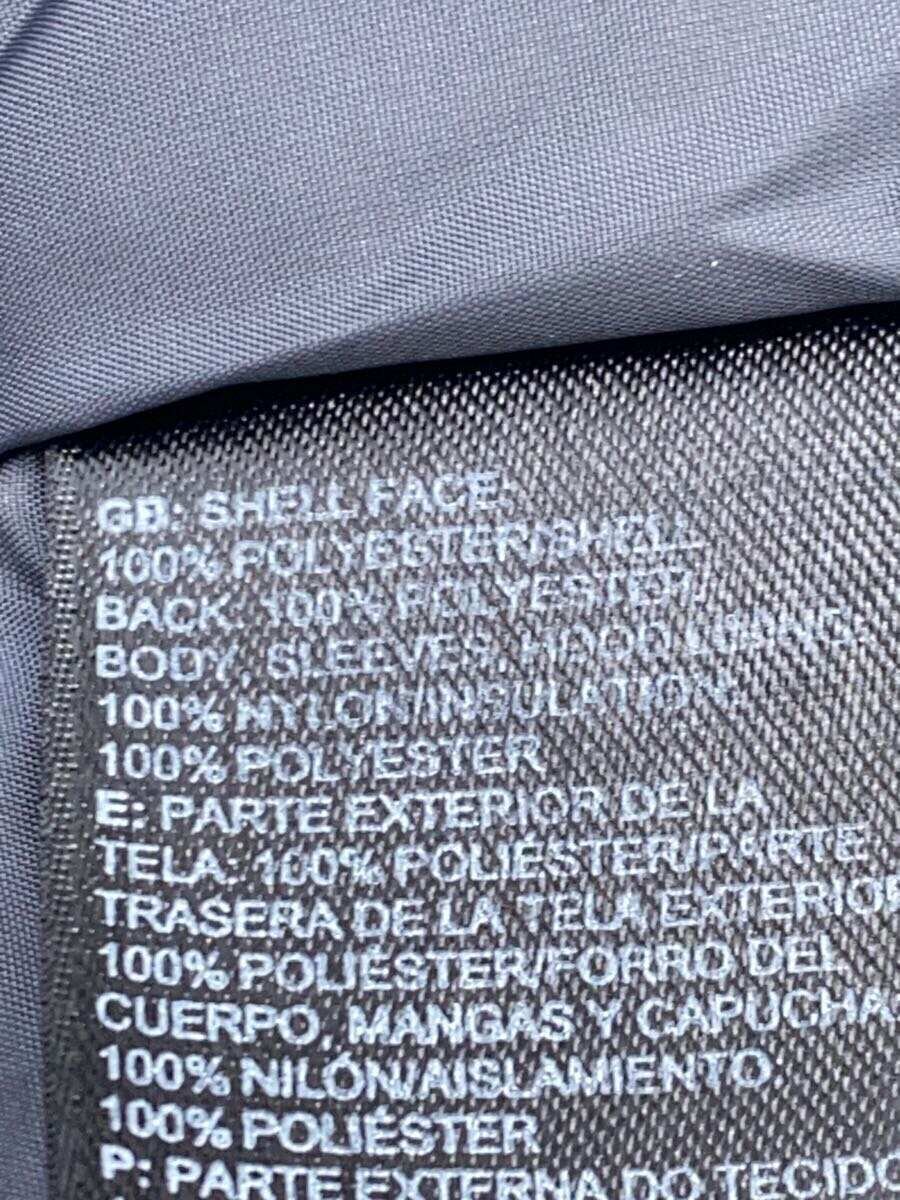 GB: SHELL FACE:
100% POLYESTER/SHELL
BACK: 100% POLYESTER/
BODY, SLEEVES, HOOD LINING:
100% NYLON/INSULATION:
100% POLYESTER
E: PARTE EXTERIOR DE LA
TELA: 100% POLIÉSTER/PARTE
TRASERA DE LA TELA EXTERIOR
100% POLIÉSTER/FORRO DEL
CUERPO, MANGAS Y CAPUCHA:
100% NILÓN/AISLAMIENTO:
100% POLIÉSTER
P: PARTE EXTERNA DO TECIDO